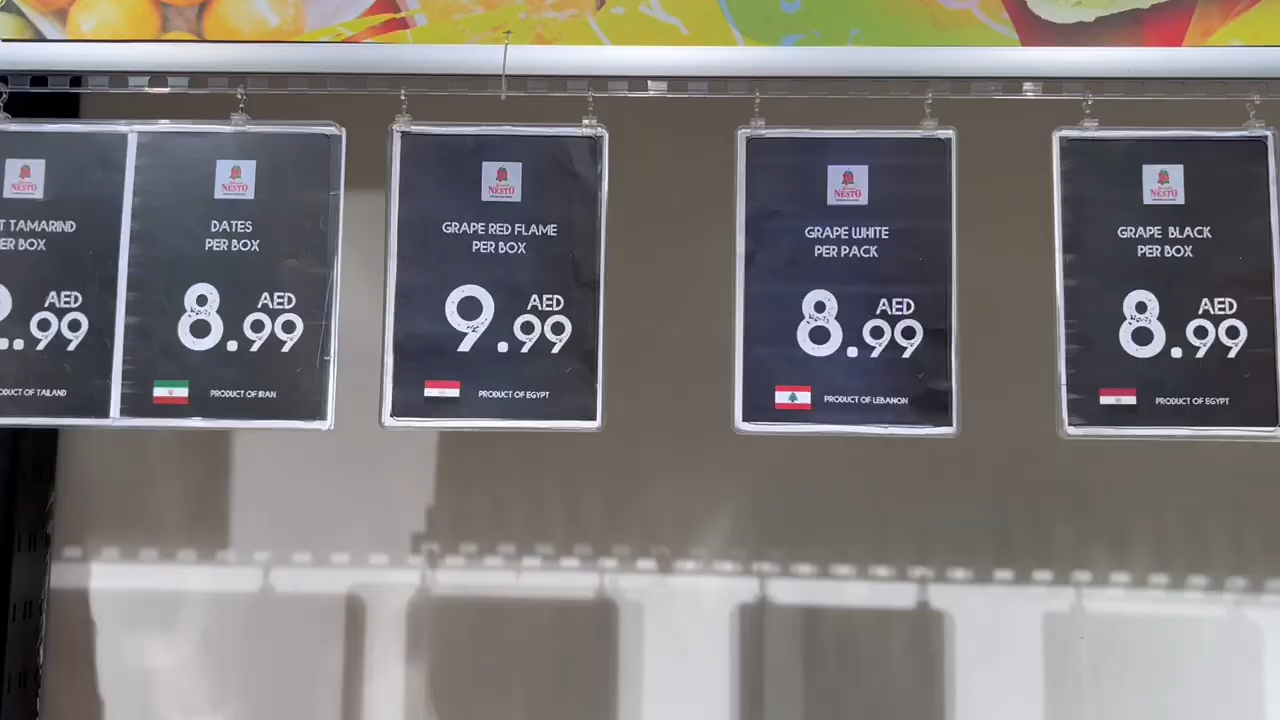 T TAMARIND
ER BOX
AED
.99
ODUCT OF TAILAND
NESTO
DATES
PER BOX
AED
8.99
PRODUCT OF IRAN
NESTO
GRAPE RED FLAME
PER BOX
AED
9.99
PRODUCT OF EGYPT
NESTO
GRAPE WHITE
PER PACK
AED
8.99
PRODUCT OF LEBANON
NESTO
GRAPE BLACK
PER BOX
AED
8.99
PRODUCT OF EGYPT